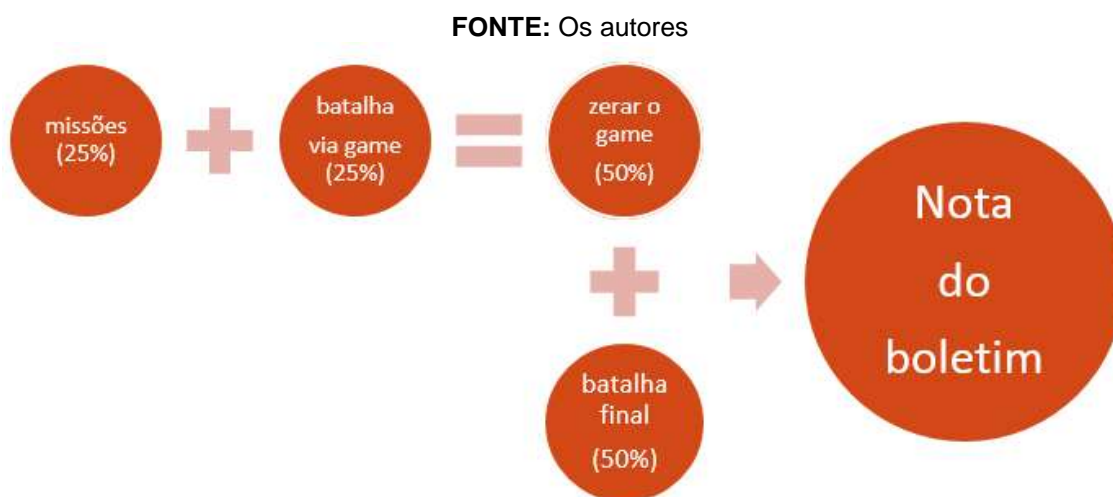 FONTE: Os autores
missões
(25%)
batalha
via game
(25%)
zerar o
game
(50%)
batalha
final
(50%)
Nota
do
boletim